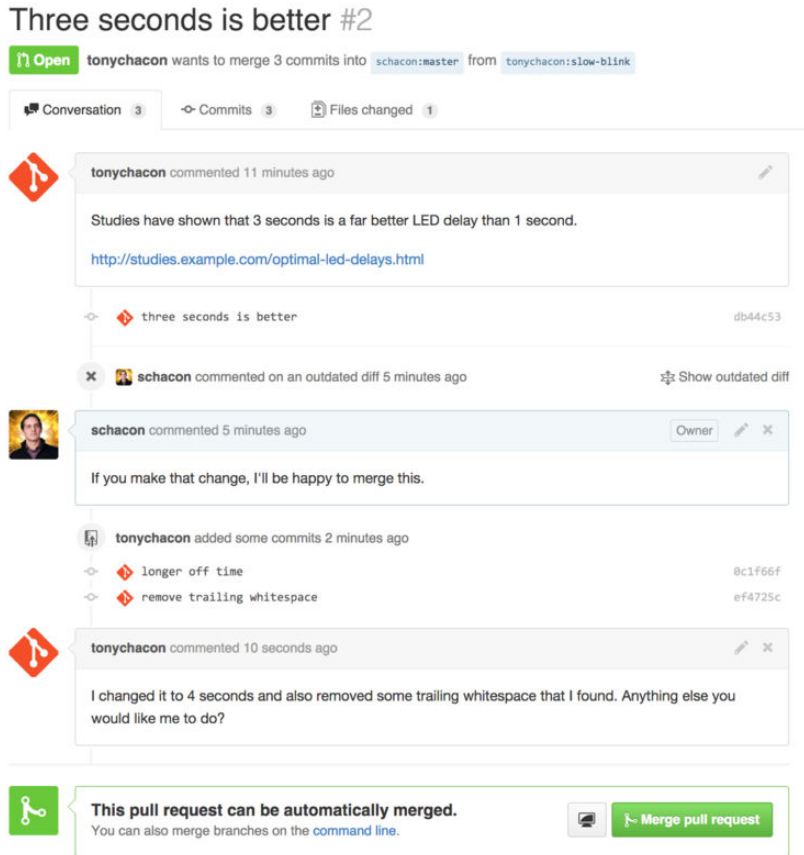 Three seconds is better #2
Open tonychacon wants to merge 3 commits into schacon:master from tonychacon:slow-blink
Conversation 3 Commits 3 Files changed 1
tonychacon commented 11 minutes ago
Studies have shown that 3 seconds is a far better LED delay than 1 second.
http://studies.example.com/optimal-led-delays.html
three seconds is better db44c53
schacon commented on an outdated diff 5 minutes ago Show outdated diff
schacon commented 5 minutes ago Owner
If you make that change, I'll be happy to merge this.
tonychacon added some commits 2 minutes ago
longer off time 0c1f66f
remove trailing whitespace ef4725c
tonychacon commented 10 seconds ago
I changed it to 4 seconds and also removed some trailing whitespace that I found. Anything else you
would like me to do?
This pull request can be automatically merged.
You can also merge branches on the command line.
Merge pull request